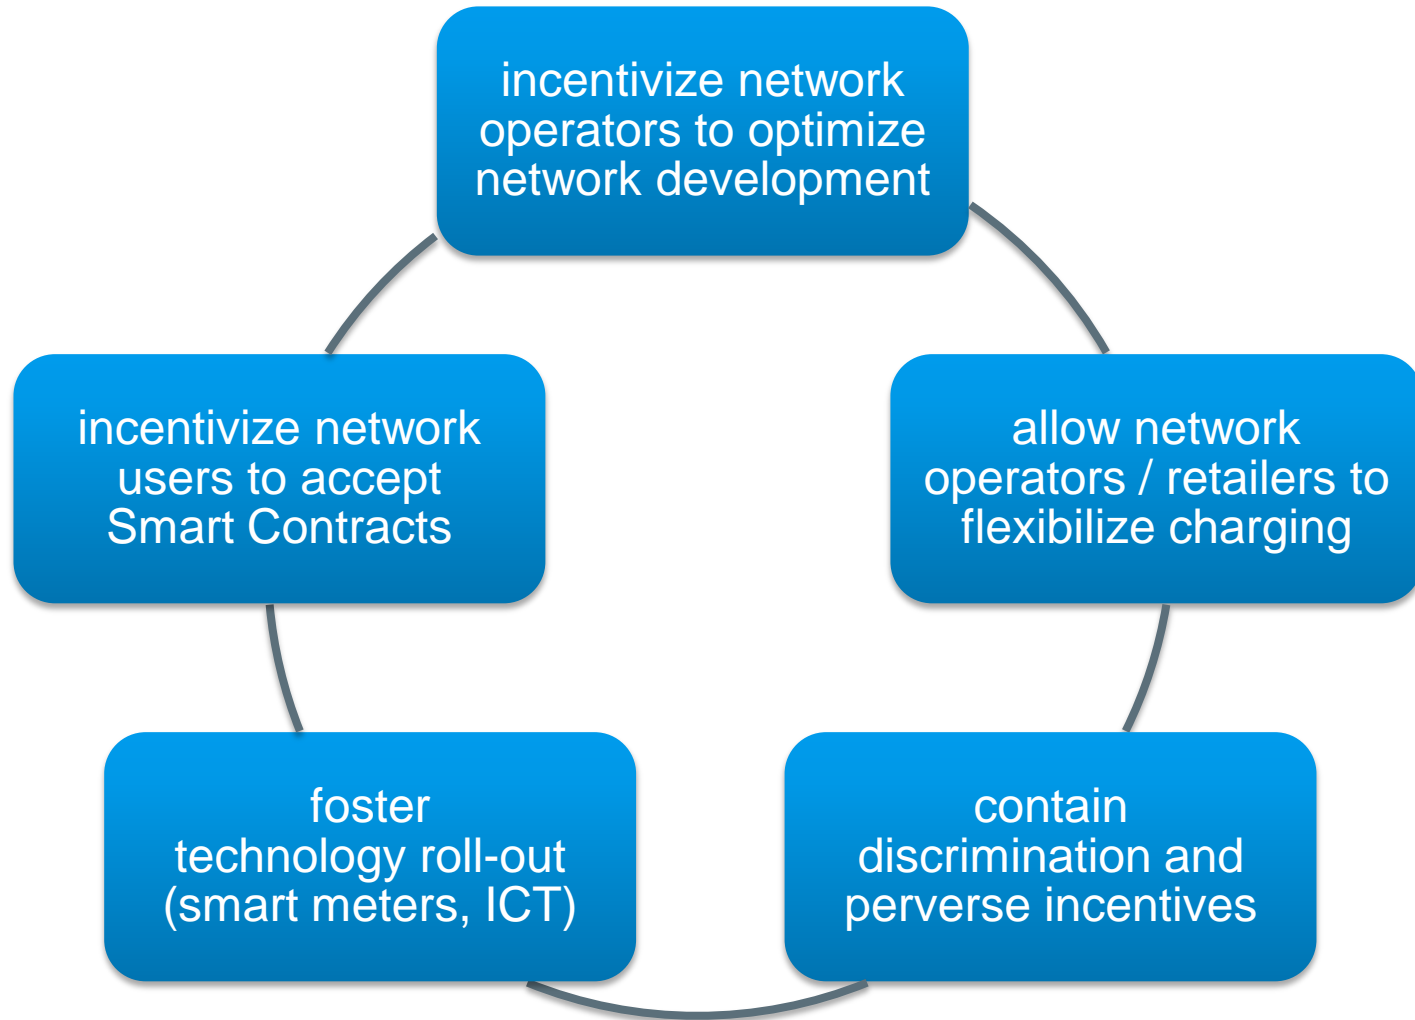 incentivize network
operators to optimize
network development
allow network
operators / retailers to
flexibilize charging
contain
discrimination and
perverse incentives
foster
technology roll-out
(smart meters, ICT)
incentivize network
users to accept
Smart Contracts